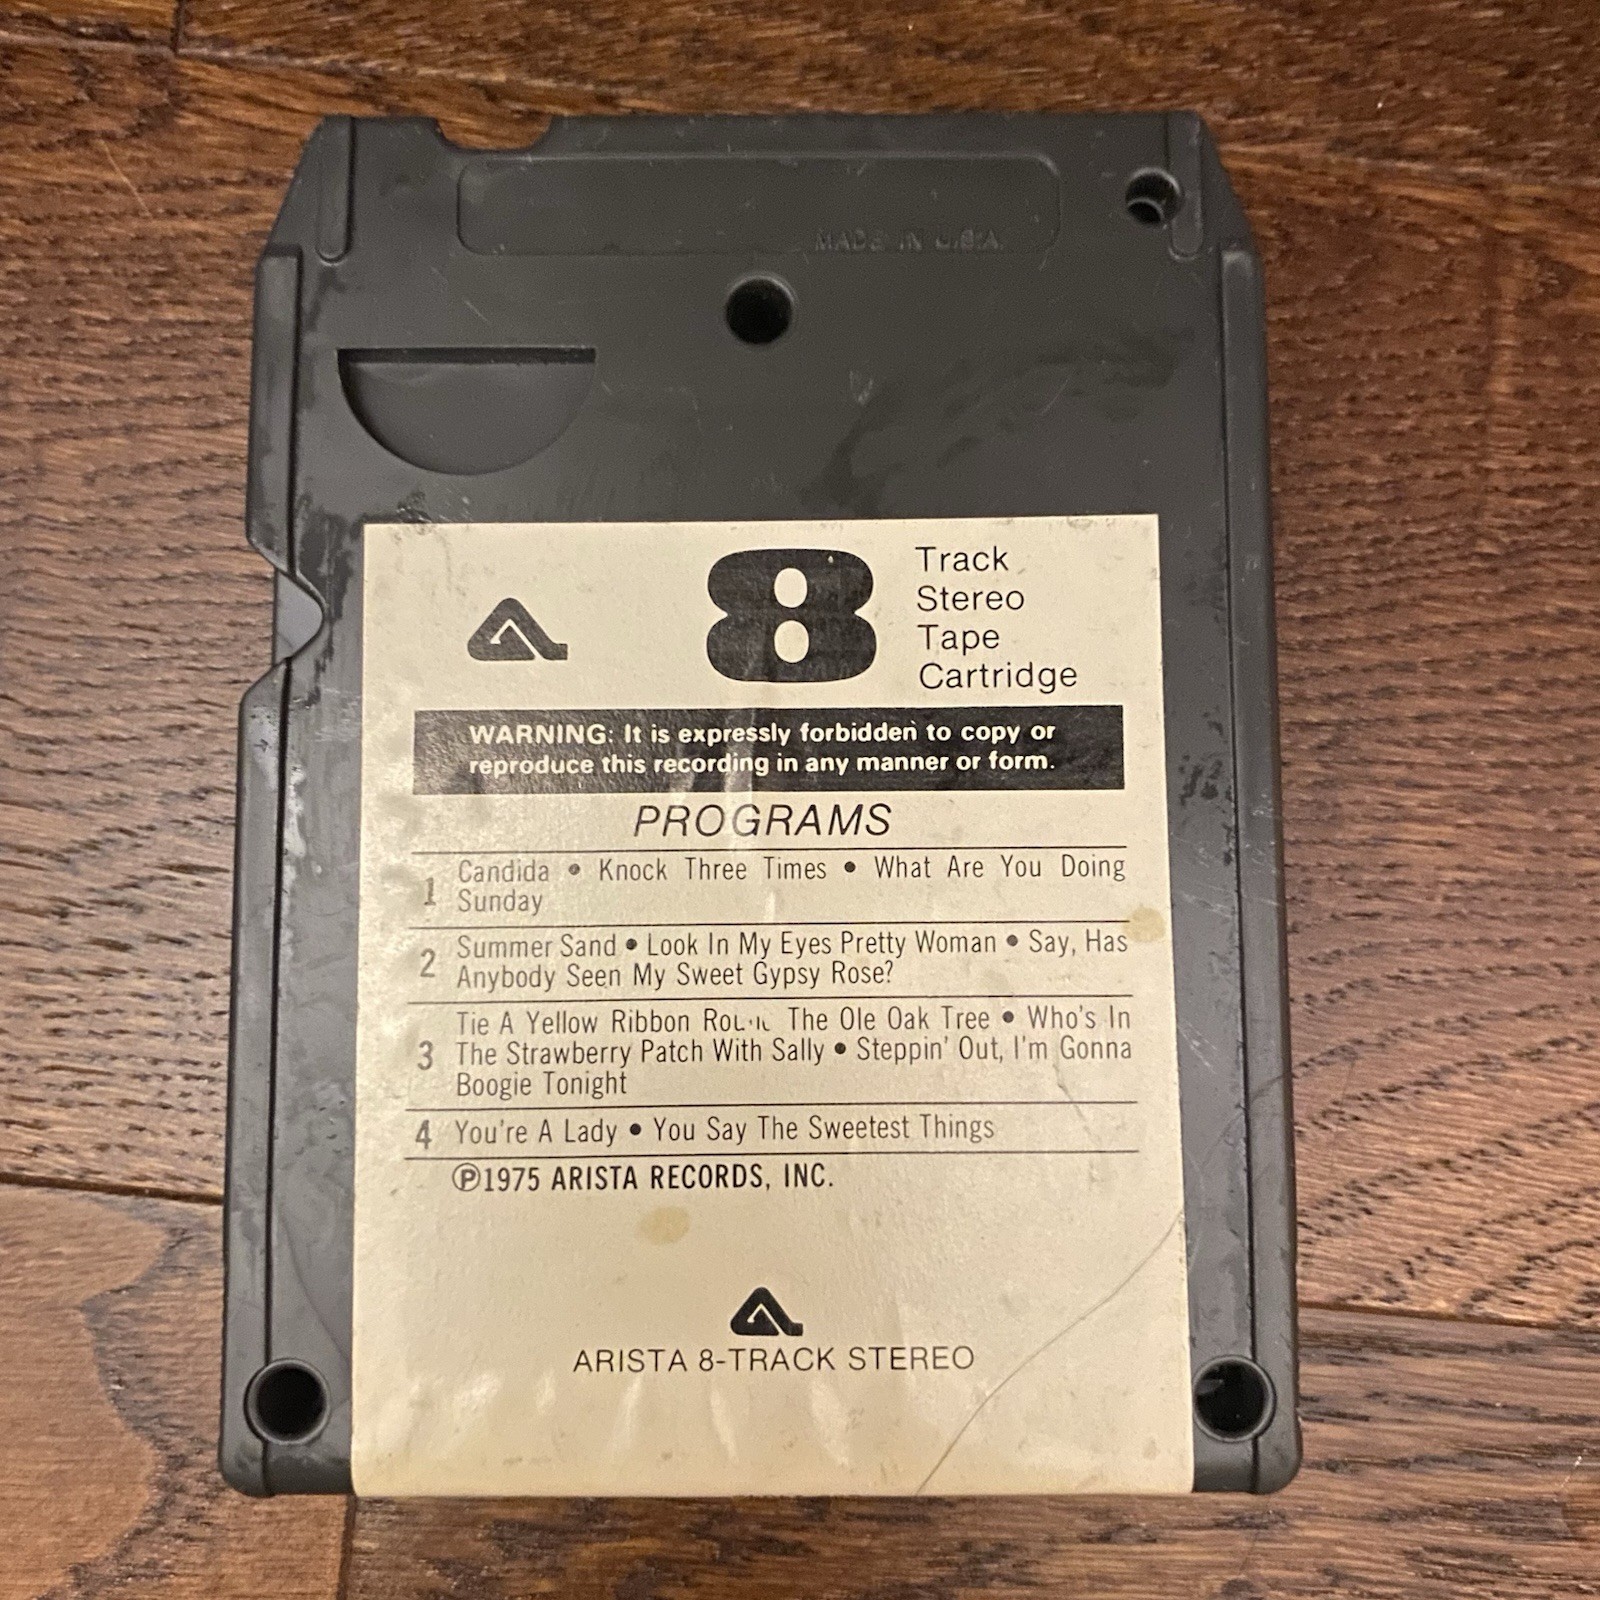 MADE IN U.S.A.
8 Track
Stereo
Tape
Cartridge
WARNING: It is expressly forbidden to copy or
reproduce this recording in any manner or form.
PROGRAMS
1 Candida • Knock Three Times • What Are You Doing
Sunday
2 Summer Sand • Look In My Eyes Pretty Woman • Say, Has
Anybody Seen My Sweet Gypsy Rose?
Tie A Yellow Ribbon The Ole Oak Tree • Who's In
3 The Strawberry Patch With Sally • Steppin' Out, I'm Gonna
Boogie Tonight
4 You're A Lady • You Say The Sweetest Things
Ⓟ1975 ARISTA RECORDS, INC.
ARISTA 8-TRACK STEREO